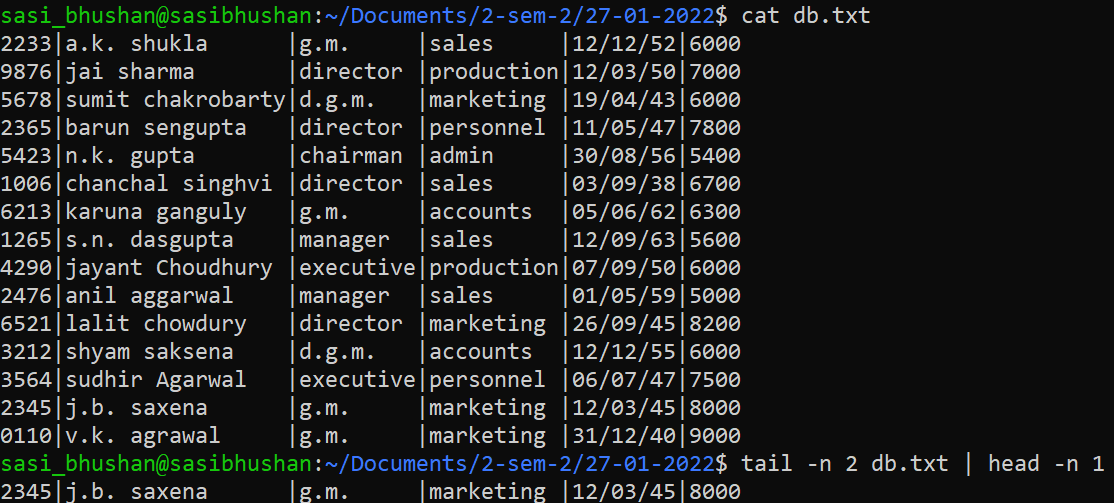 sasi_bhushan@sasibhushan:~/Documents/2-sem-2/27-01-2022$ cat db.txt
2233|a.k. shukla      |g.m.     |sales     |12/12/52|6000
9876|jai sharma       |director |production|12/03/50|7000
5678|sumit chakrobarty|d.g.m.   |marketing |19/04/43|6000
2365|barun sengupta   |director |personnel |11/05/47|7800
5423|n.k. gupta       |chairman |admin     |30/08/56|5400
1006|chanchal singhvi |director |sales     |03/09/38|6700
6213|karuna ganguly   |g.m.     |accounts  |05/06/62|6300
1265|s.n. dasgupta    |manager  |sales     |12/09/63|5600
4290|jayant Choudhury |executive|production|07/09/50|6000
2476|anil aggarwal    |manager  |sales     |01/05/59|5000
6521|lalit chowdury   |director |marketing |26/09/45|8200
3212|shyam saksena    |d.g.m.   |accounts  |12/12/55|6000
3564|sudhir Agarwal   |executive|personnel |06/07/47|7500
2345|j.b. saxena      |g.m.     |marketing |12/03/45|8000
0110|v.k. agrawal     |g.m.     |marketing |31/12/40|9000
sasi_bhushan@sasibhushan:~/Documents/2-sem-2/27-01-2022$ tail -n 2 db.txt | head -n 1
2345|j.b. saxena      |g.m.     |marketing |12/03/45|8000